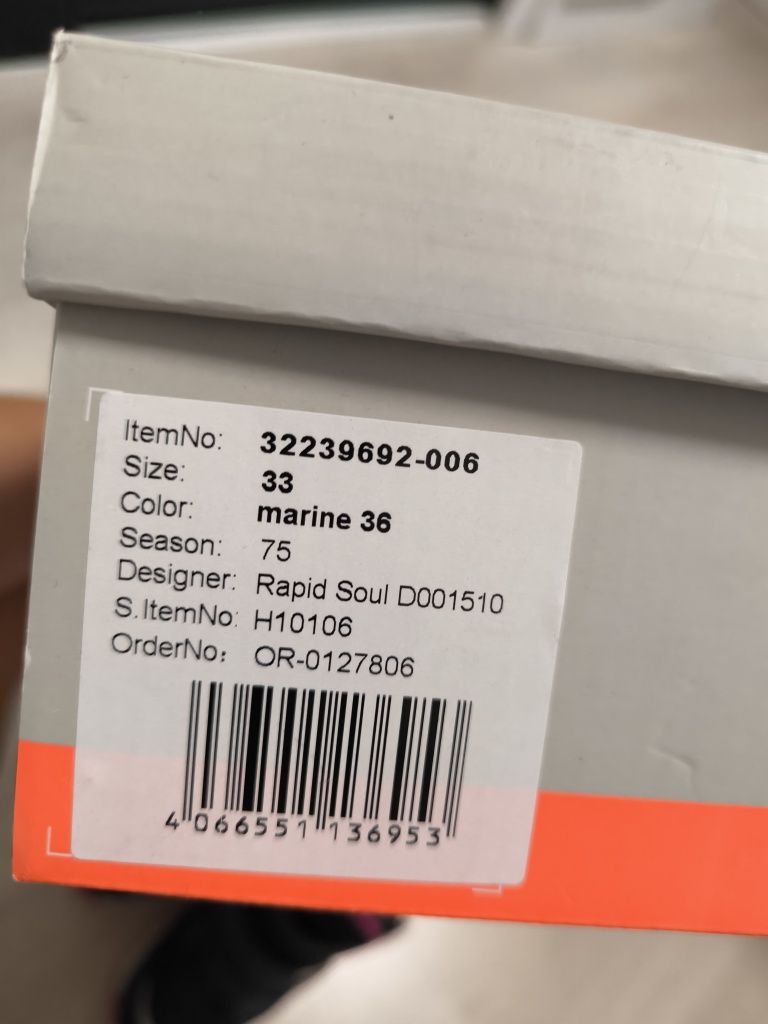 ItemNo: 32239692-006
Size: 33
Color: marine 36
Season: 75
Designer: Rapid Soul D001510
S.ItemNo: H10106
OrderNo: OR-0127806
4 066551 136953